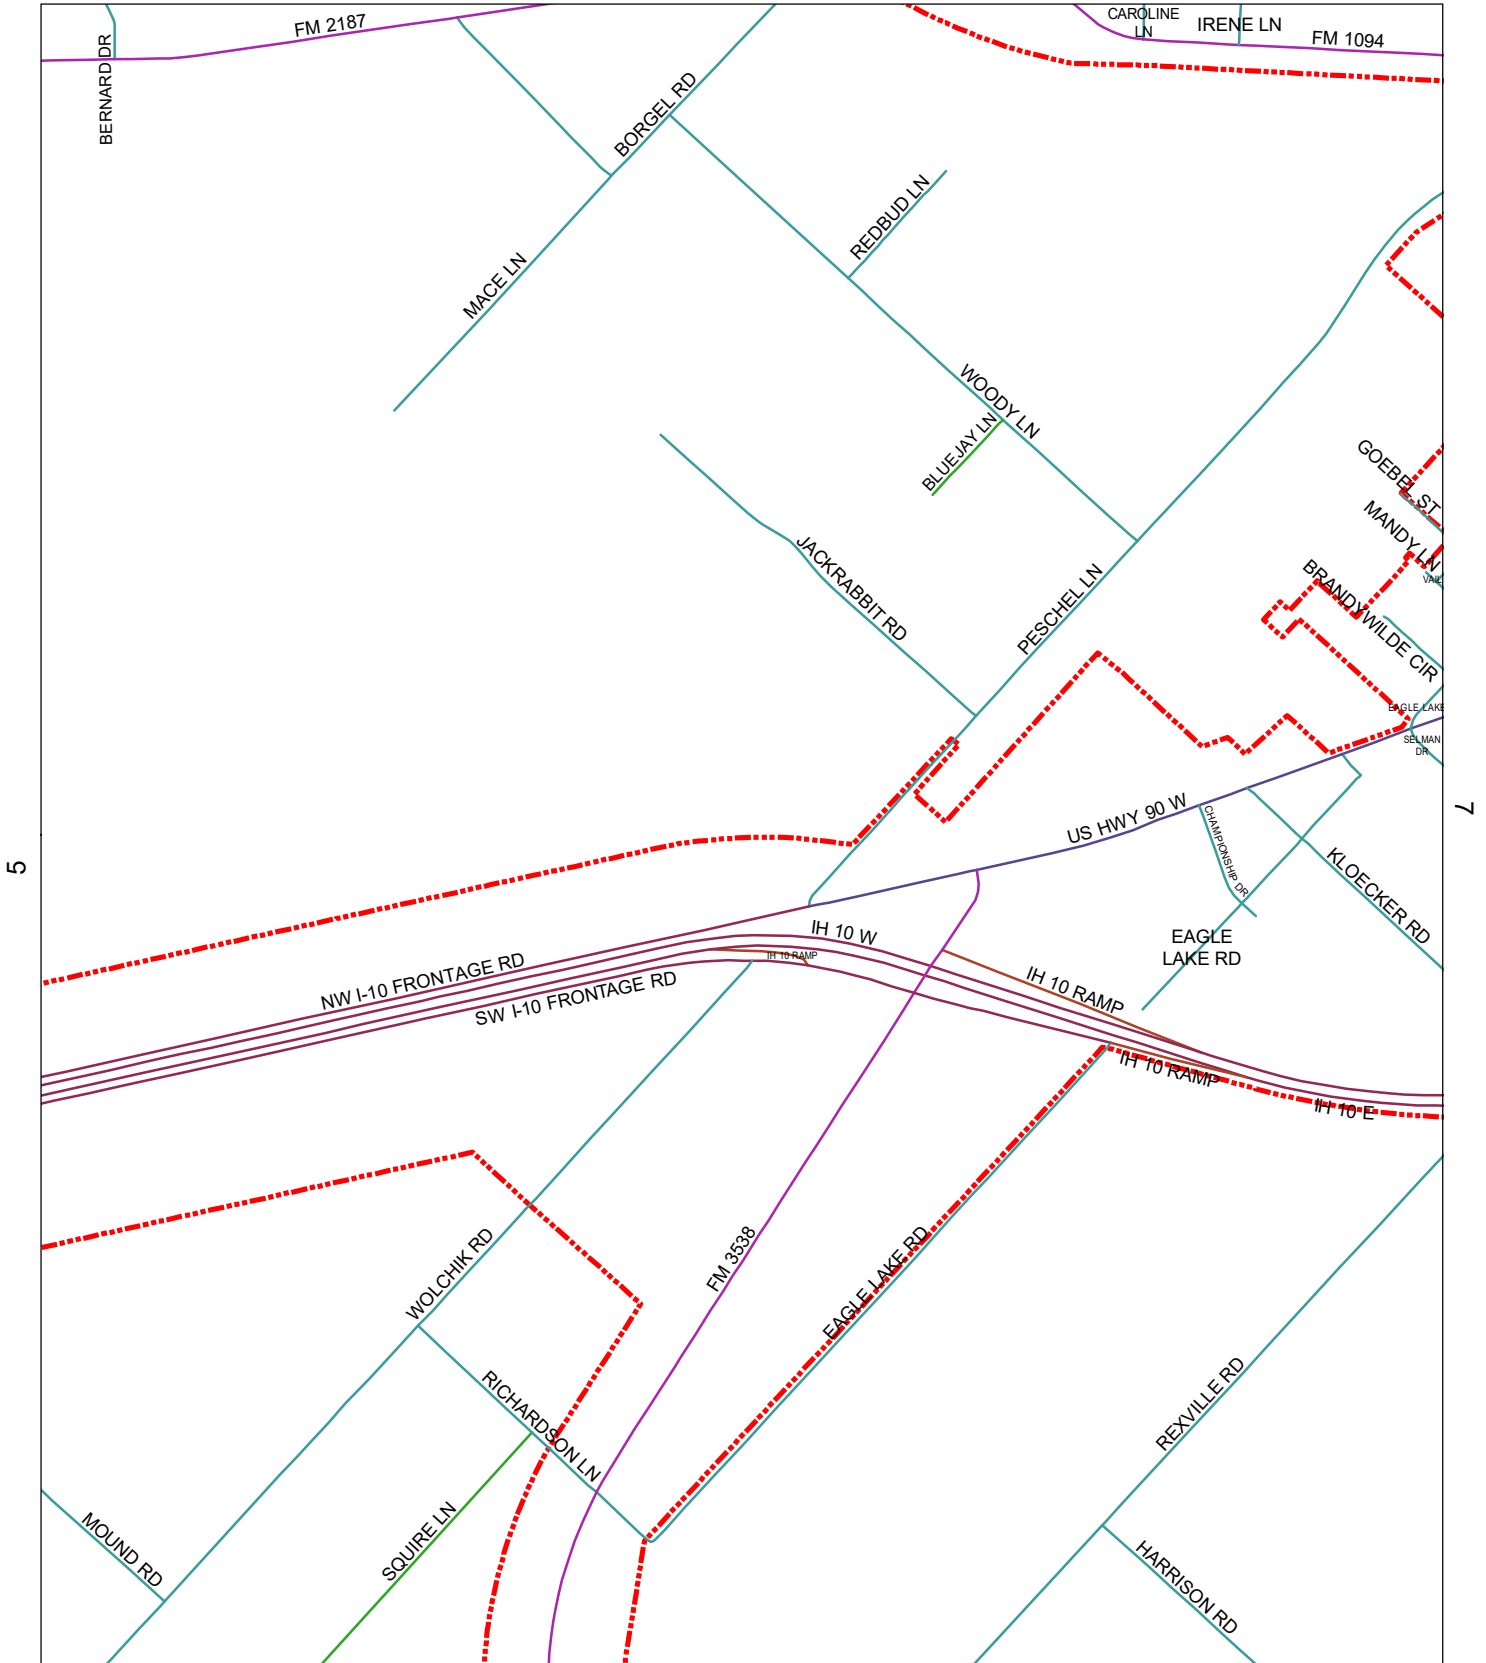 FM 2187
BERNARD DR
CAROLINE
LN
IRENE LN
FM 1094
BORGEL RD
REDBUD LN
MACE LN
WOODY LN
BLUEJAY LN
GOEBEL ST
MANDY LN
VAIL
BRANDYWILDE CIR
JACKRABBIT RD
PESCHEL LN
EAGLE LAKE
SELMAN
DR
US HWY 90 W
CHAMPIONSHIP DR
KLOECKER RD
7
5
IH 10 W
EAGLE
LAKE RD
IH 10 RAMP
NW I-10 FRONTAGE RD
SW I-10 FRONTAGE RD
IH 10 RAMP
IH 10 RAMP
IH 10 E
WOLCHIK RD
FM 3538
EAGLE LAKE RD
RICHARDSON LN
REXVILLE RD
MOUND RD
SQUIRE LN
HARRISON RD